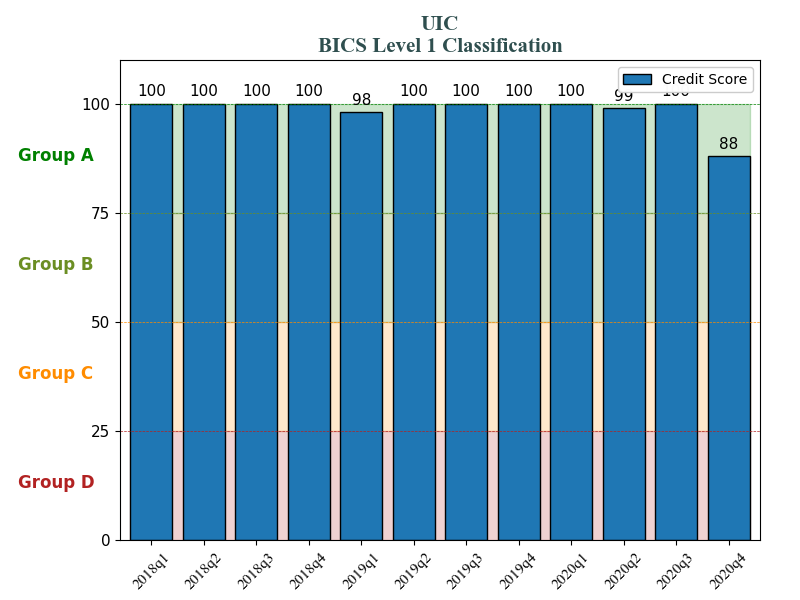 UIC
BICS Level 1 Classification
Credit Score
100 100 100 100 98 100 100 100 100 99 100 88
100
Group A
75
Group B
50
Group C
25
Group D
0
2018q1 2018q2 2018q3 2018q4 2019q1 2019q2 2019q3 2019q4 2020q1 2020q2 2020q3 2020q4